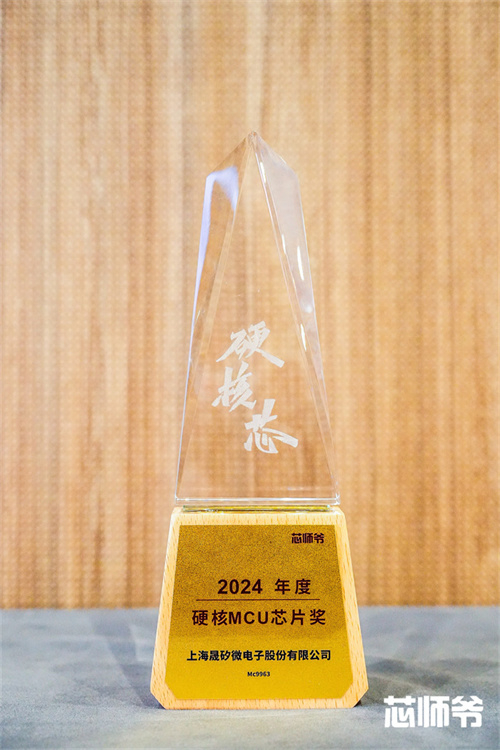 硬
核
芯
芯师爷
2024 年度
硬核MCU芯片奖
上海晟矽微电子股份有限公司
Mc9963
芯师爷